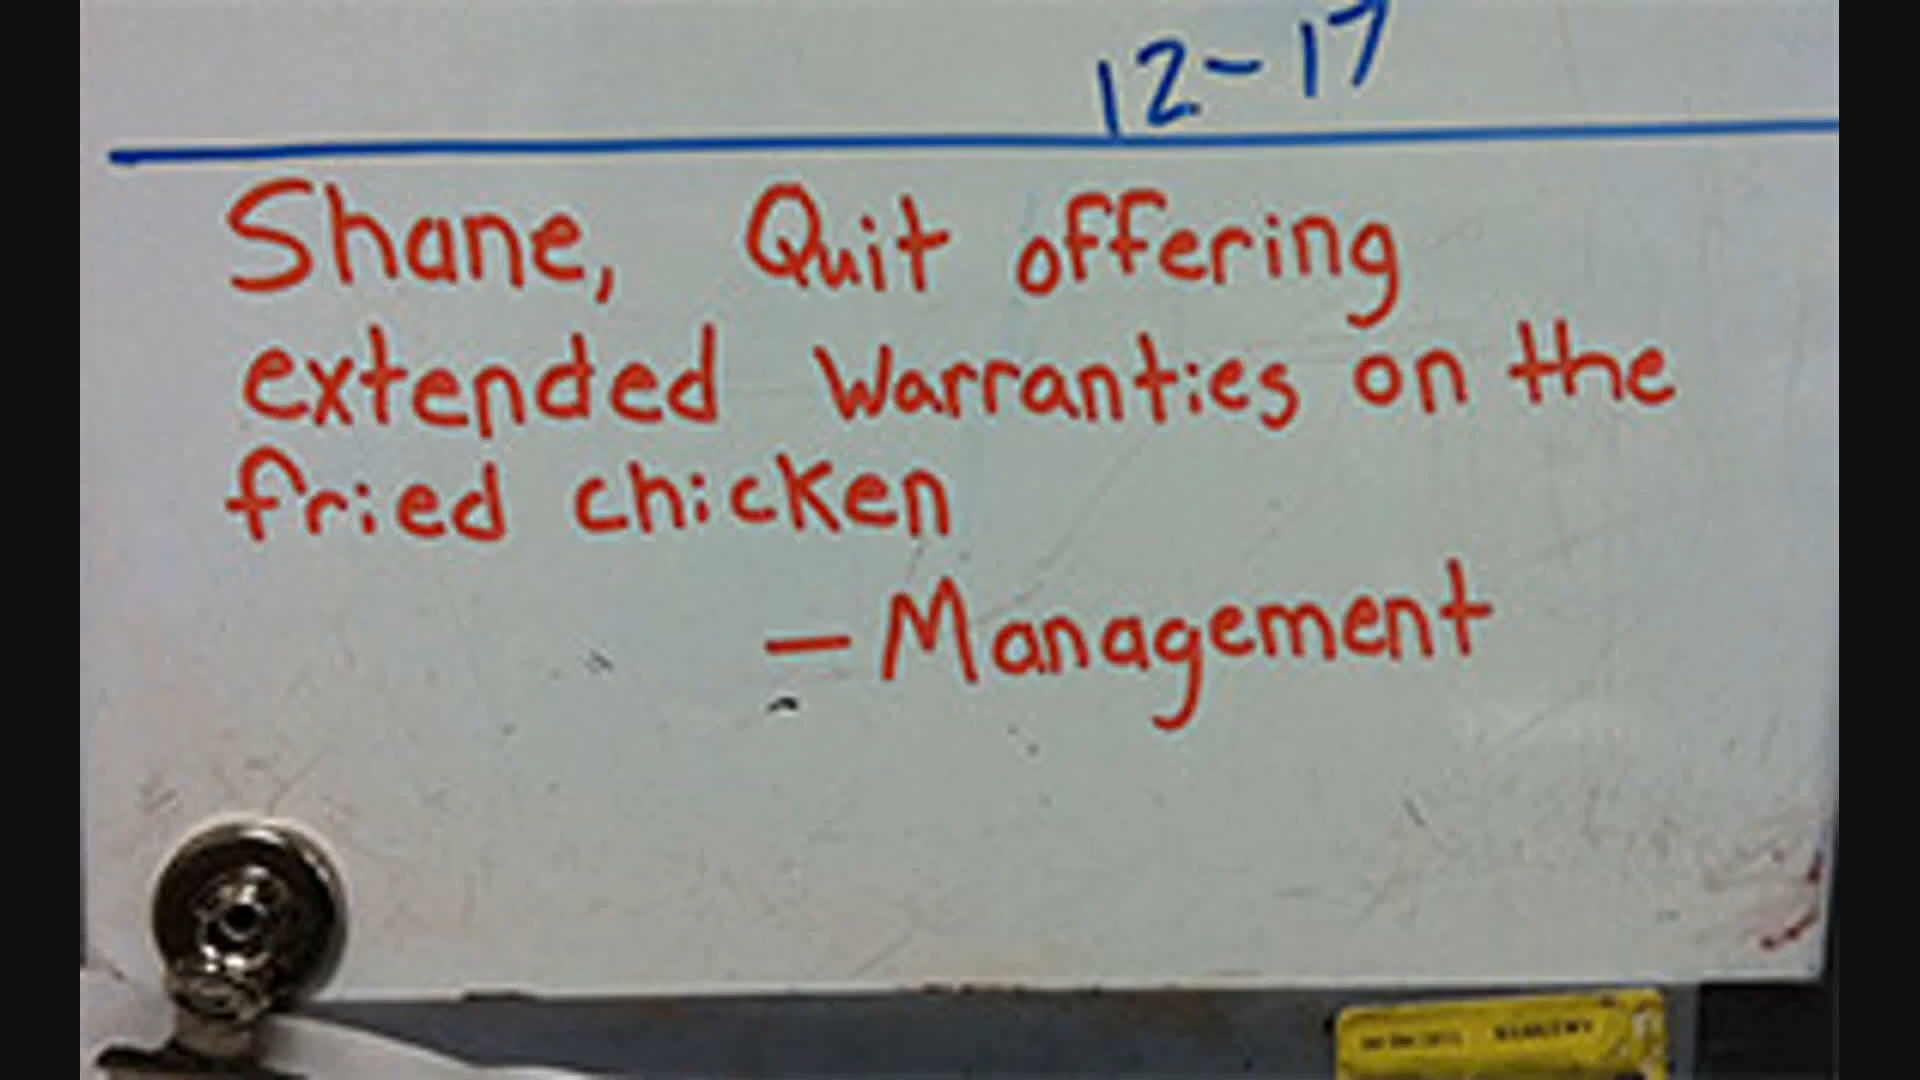 12-17
Shane, Quit offering
extended warranties on the
fried chicken
- Management